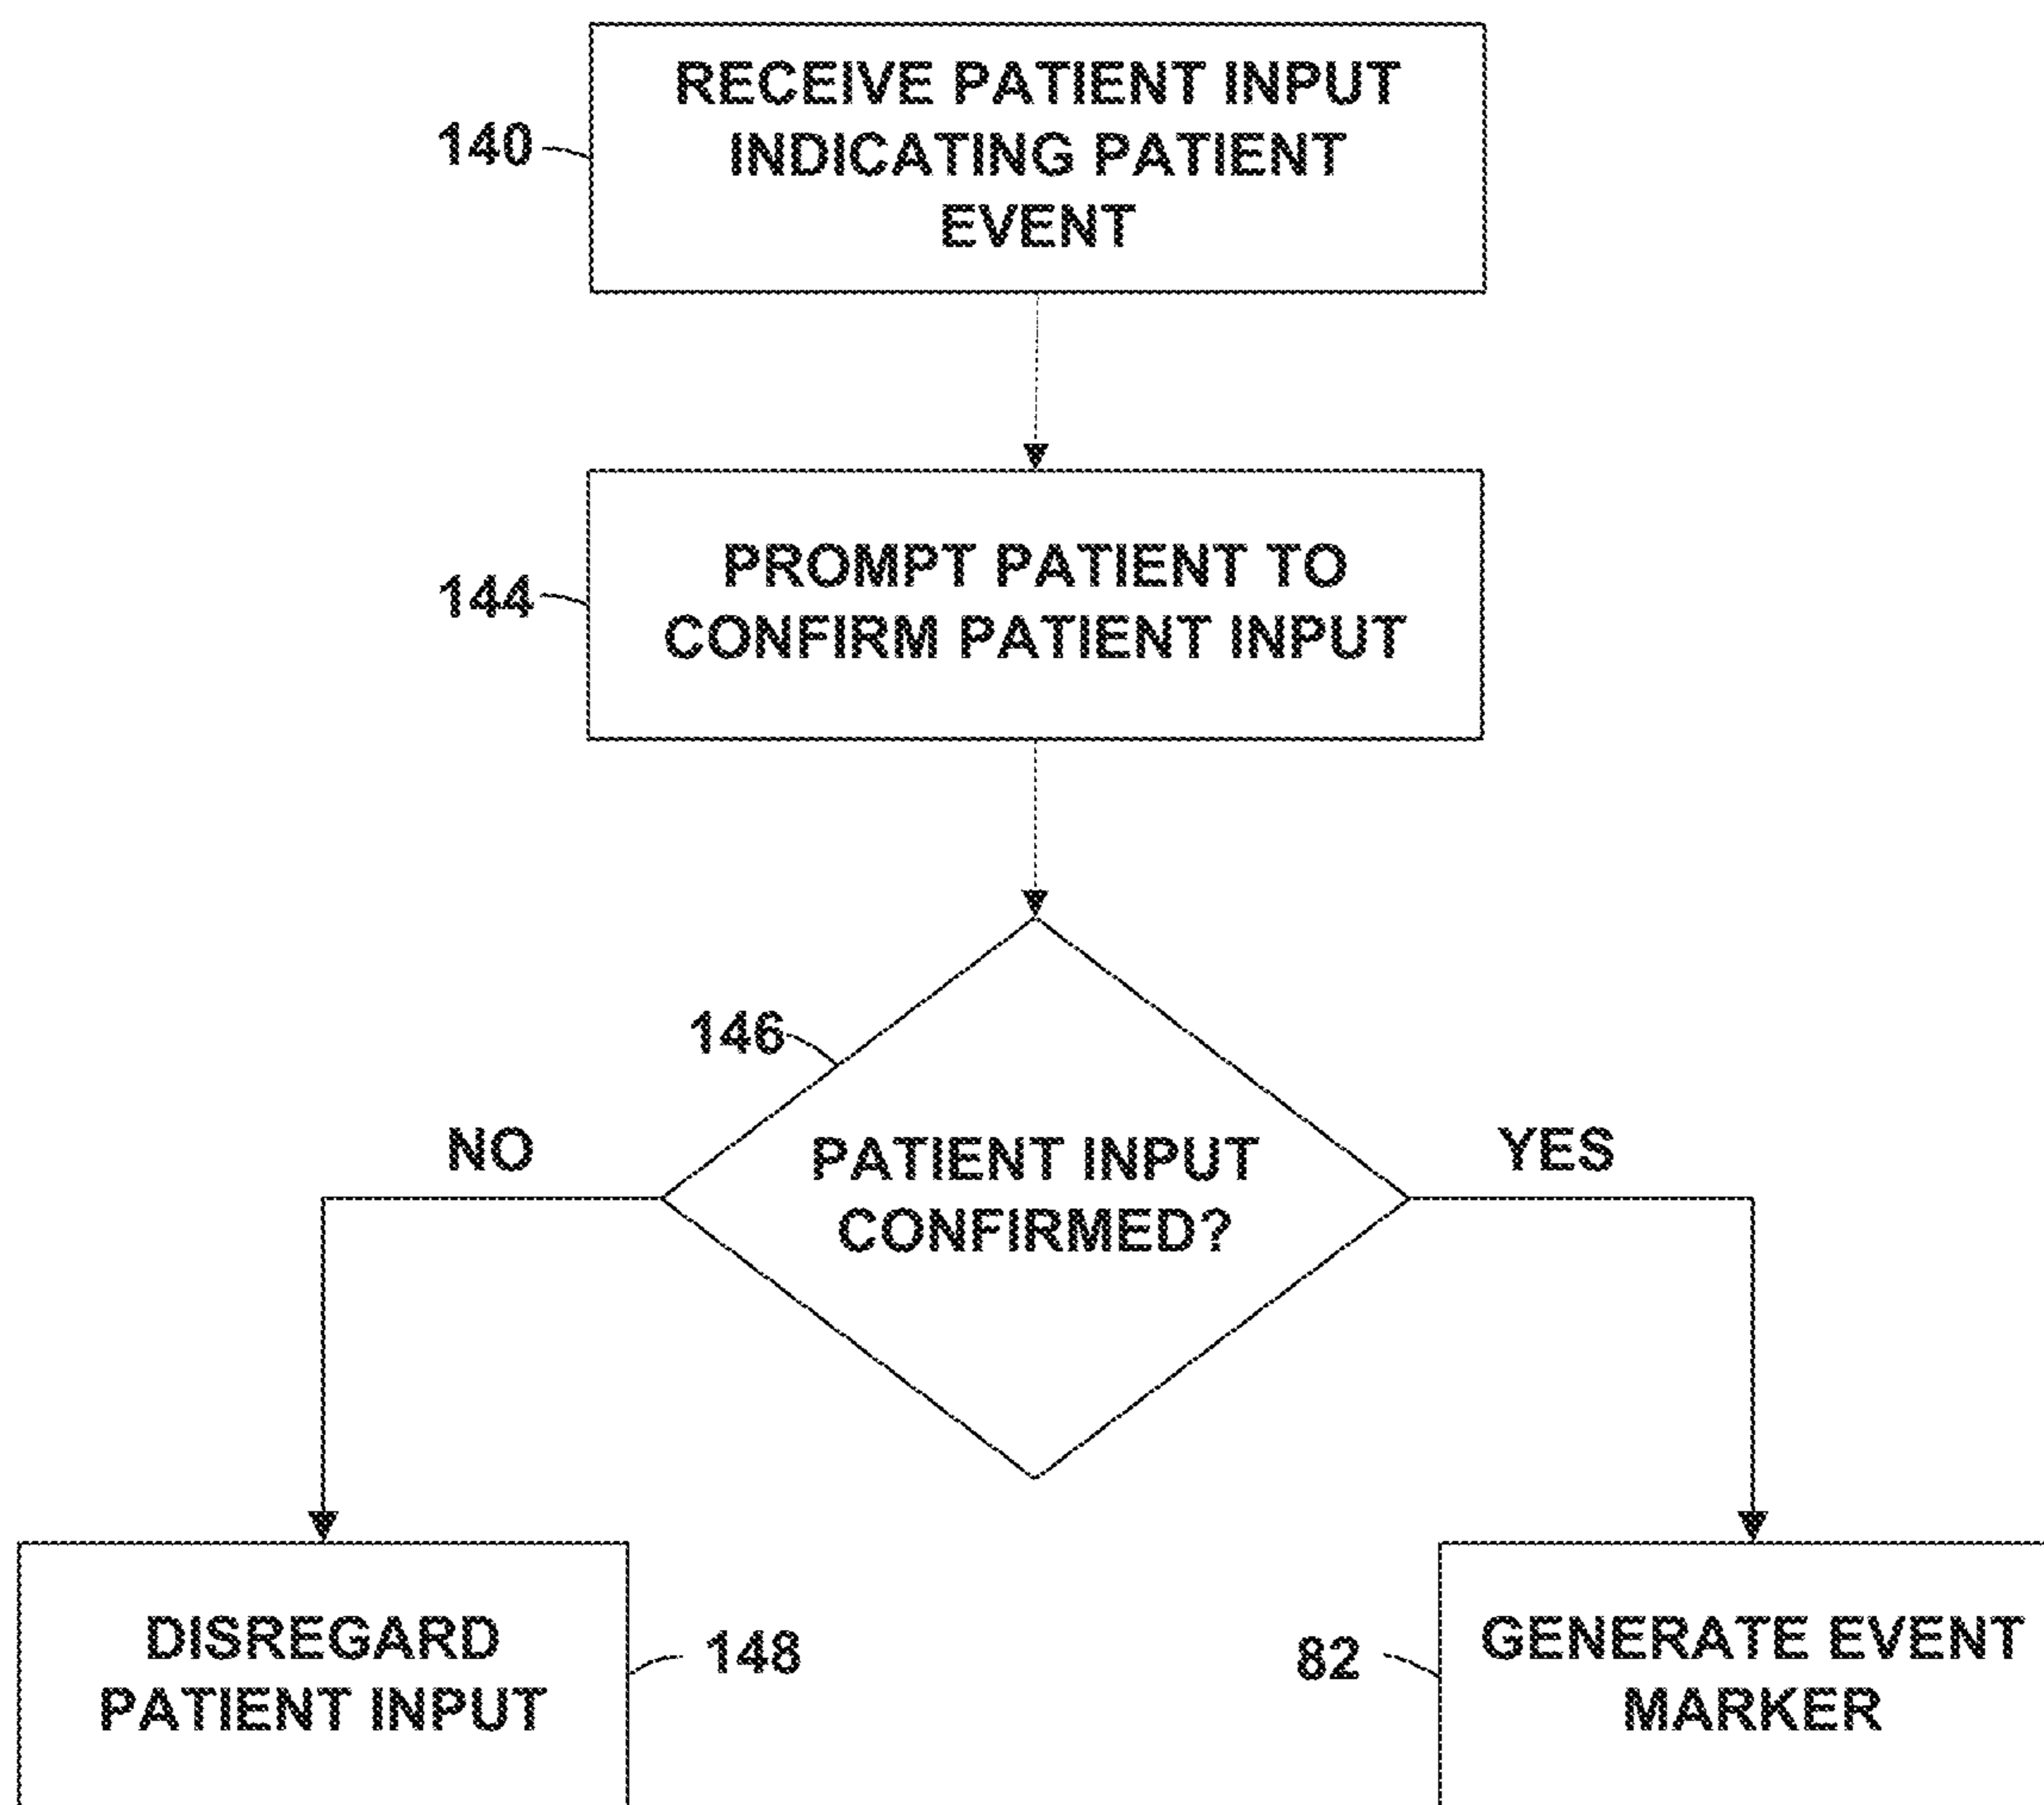 RECEIVE PATIENT INPUT
INDICATING PATIENT
EVENT
140
PROMPT PATIENT TO
CONFIRM PATIENT INPUT
144
146
NO
PATIENT INPUT
CONFIRMED?
YES
DISREGARD
PATIENT INPUT
148
82
GENERATE EVENT
MARKER